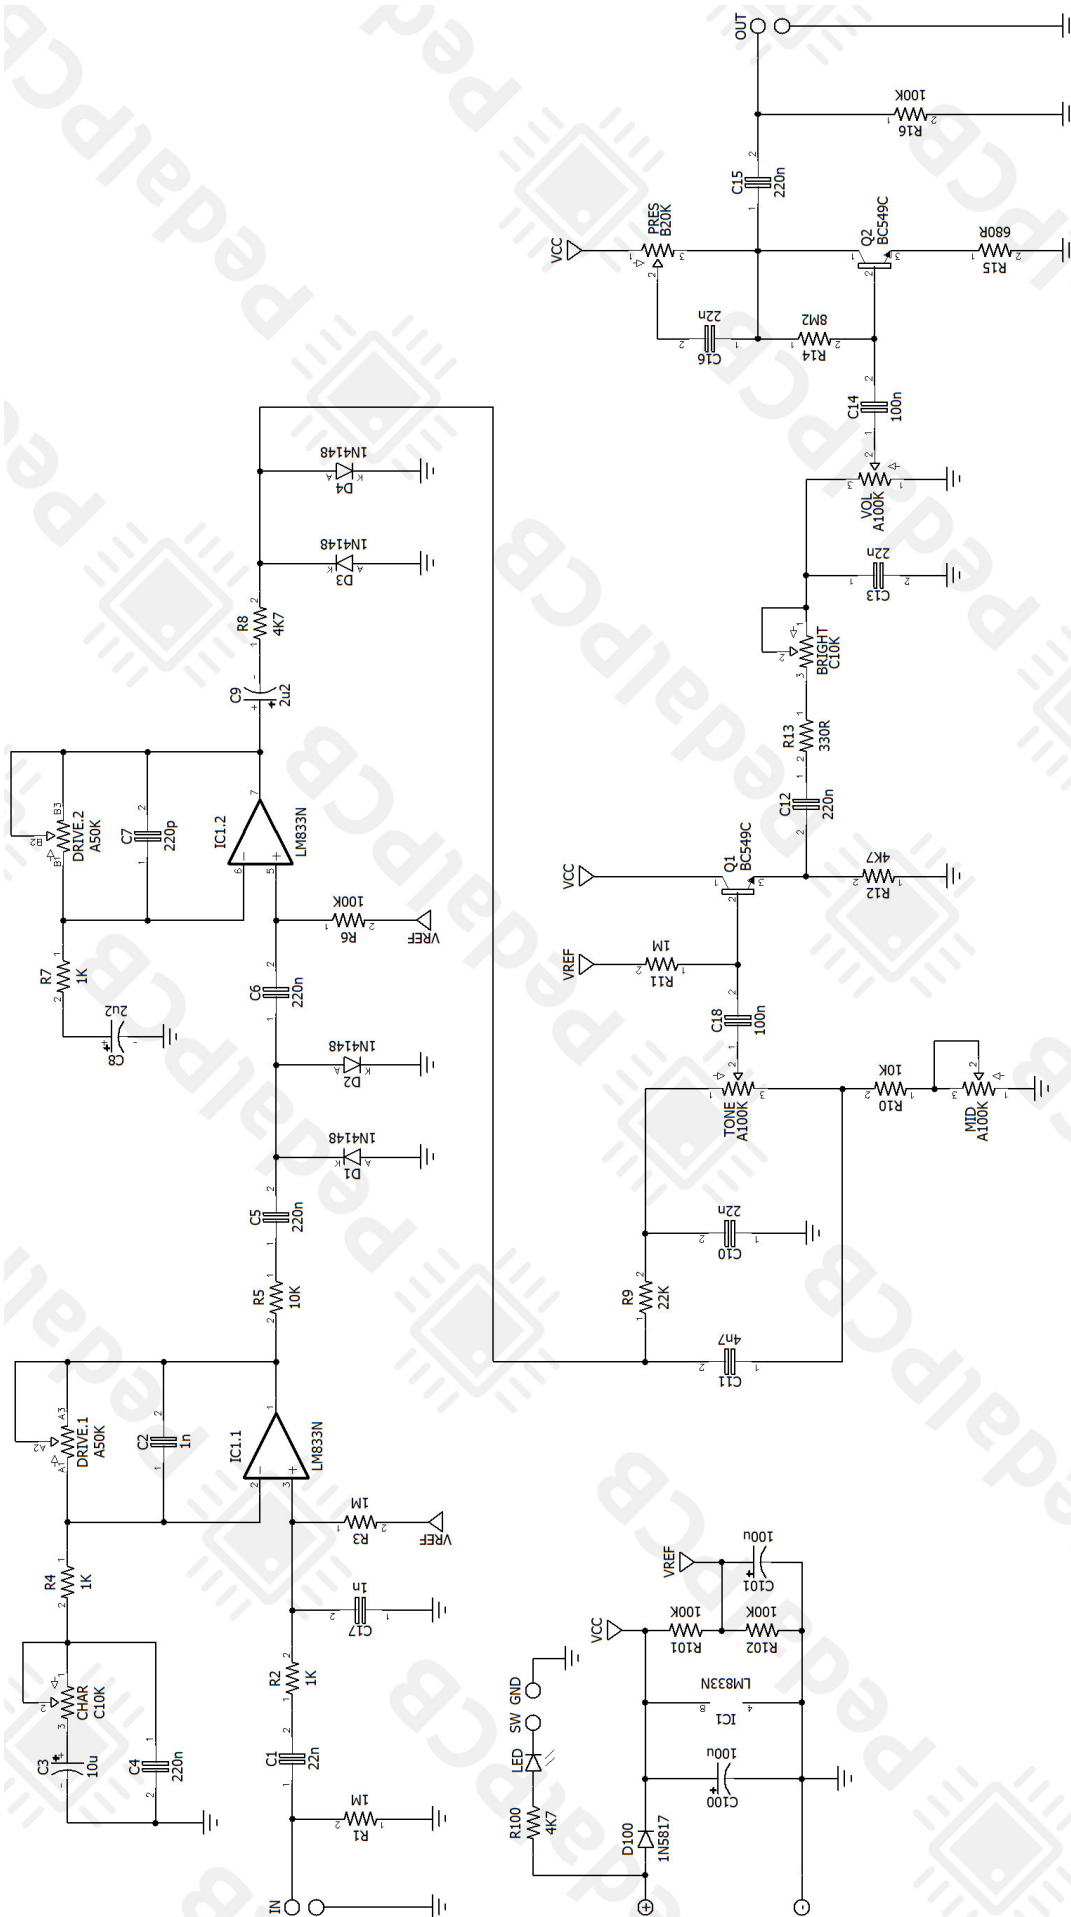 IN
R1
1M
C1
22n
R2
1K
C17
1n
R3
1M
VREF
C3
10u
CHAR
C10K
C4
220n
R4
1K
DRIVE.1
A50K
C2
1n
IC1.1
LM833N
R5
10K
C5
220n
D1
1N4148
D2
1N4148
C6
220n
R6
100K
VREF
C8
2u2
R7
1K
DRIVE.2
A50K
C7
220p
IC1.2
LM833N
C9
2u2
R8
4K7
D3
1N4148
D4
1N4148
R9
22K
C10
22n
C11
4n7
TONE
A100K
R10
10K
MID
A100K
C18
100n
VREF
R11
1M
VCC
Q1
BC549C
R12
4K7
C12
220n
R13
330R
BRIGHT
C10K
C13
22n
VOL
A100K
C14
100n
R14
8M2
C16
22n
VCC
PRES
B20K
Q2
BC549C
R15
680R
C15
220n
R16
100K
OUT
R100
4K7
LED
SW
GND
D100
1N5817
C100
100u
IC1
LM833N
VCC
R101
100K
R102
100K
VREF
C101
100u
+
-
PedalPCB